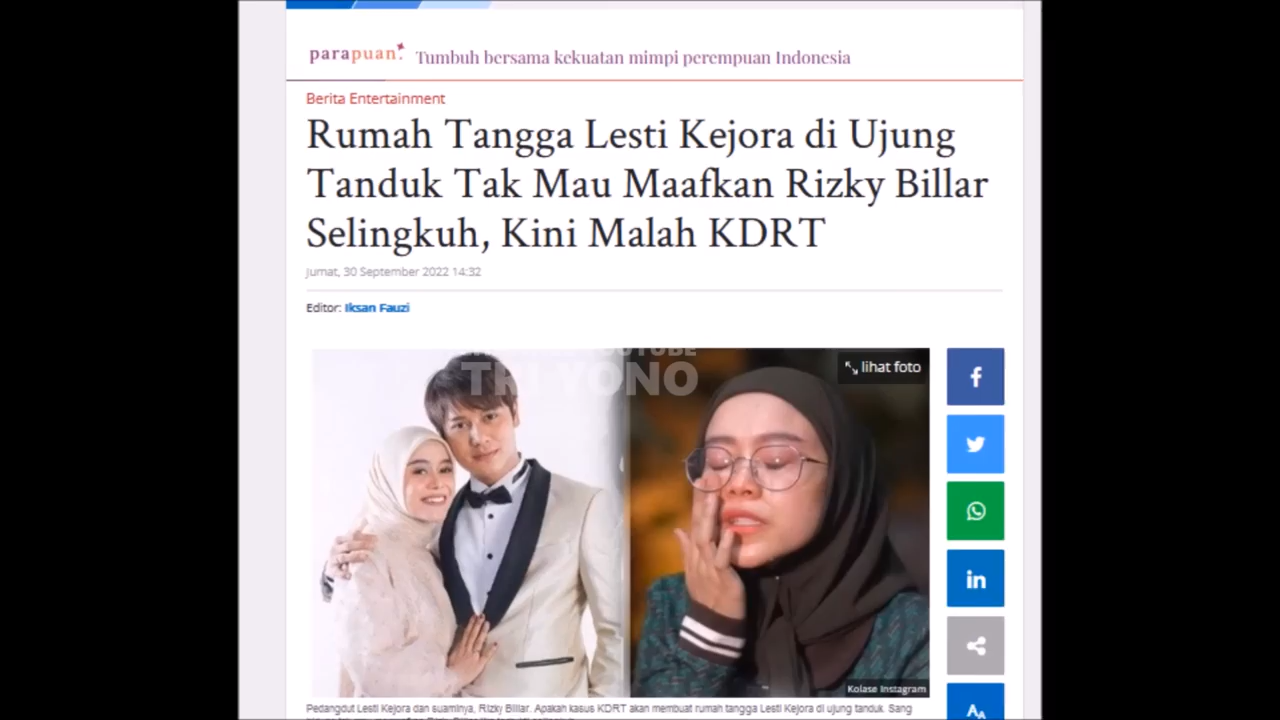 parapuan.
Tumbuh bersama kekuatan mimpi perempuan Indonesia
Berita Entertainment
Rumah Tangga Lesti Kejora di Ujung
Tanduk Tak Mau Maafkan Rizky Billar
Selingkuh, Kini Malah KDRT
Jumat, 30 September 2022 14:32
Editor: Iksan Fauzi
YOUTUBE
TRIYONO
lihat foto
Kolase Instagram
Pedangdut Lesti Kejora dan suaminya, Rizky Billar. Apakah kasus KDRT akan membuat rumah tangga Lesti Kejora di ujung tanduk. Sang